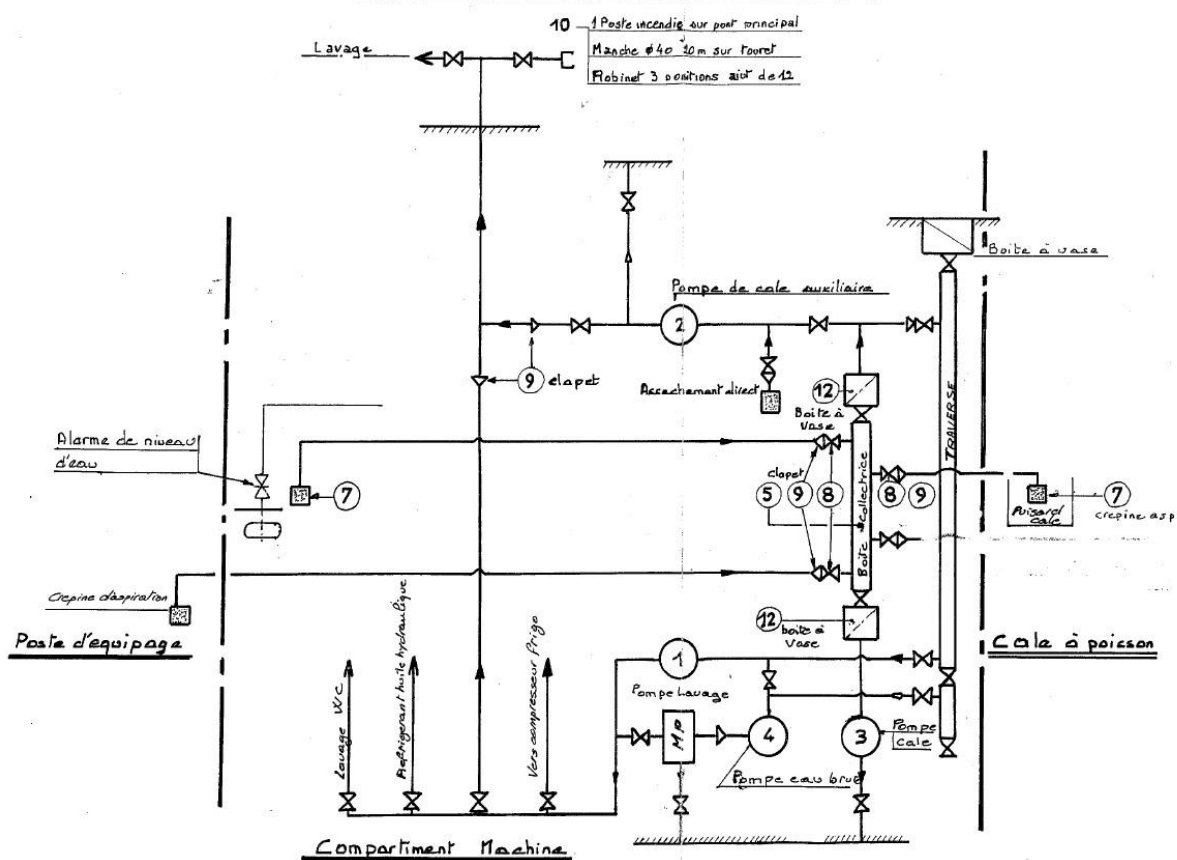 10
1 Poste incendie sur pont principal
Manche ø 40 20m sur touret
Robinet 3 positions aiut de 12
Lavage
Boite à vase
Pompe de cale auxiliaire
2
9 clapet
Assechament direct
12
Boite à
Vase
TRAVERSE
Alarme de niveau
d'eau
7
Clapet
5 9 8
Boite collectrice
8 9
7
Puisard
cale
crepine asp
Crepine d'aspiration
12
boite à
Vase
Poste d'equipage
Cale à poisson
1
Pompe Lavage
Lavage WC
Refrigerant huile hydraulique
Vers compresseur frigo
M.P
4
3
Pompe
Cale
Pompe eau brute
Compartiment Machine